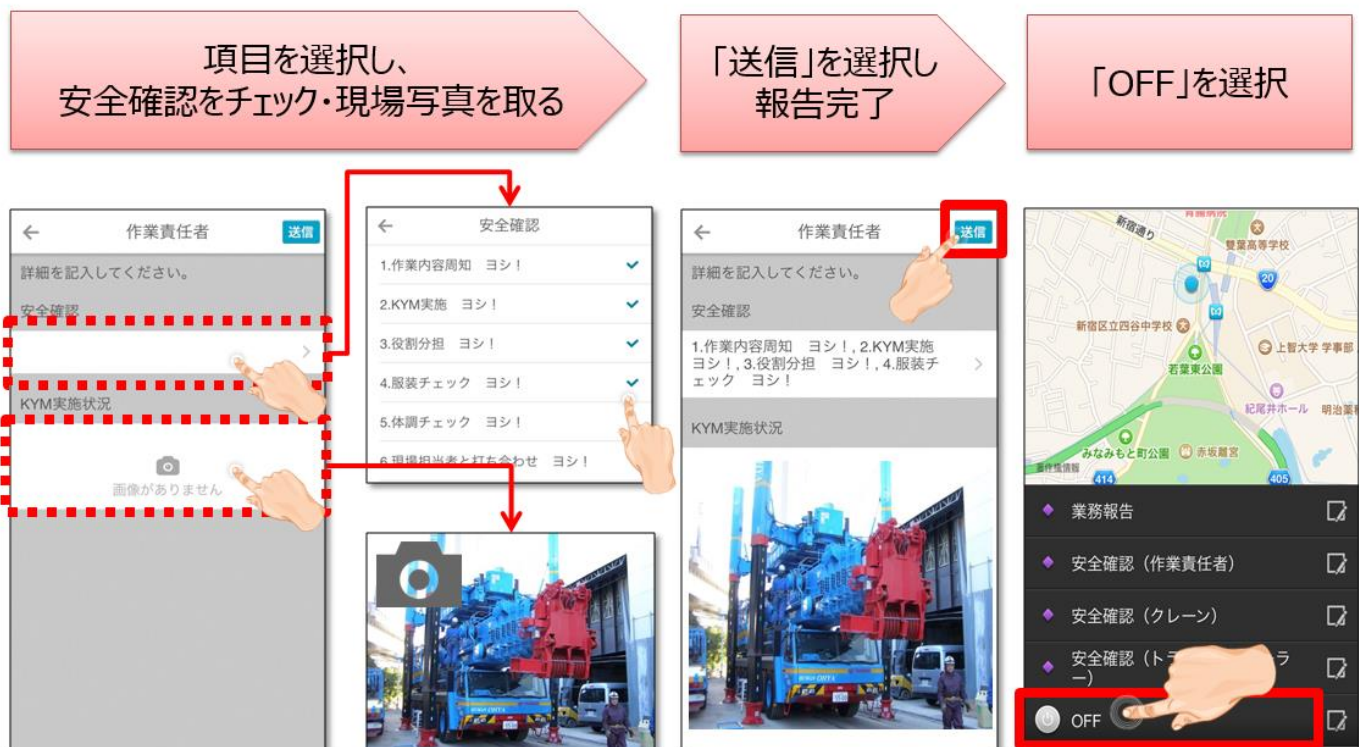 項目を選択し、
安全確認をチェック・現場写真を取る
「送信」を選択し
報告完了
「OFF」を選択
作業責任者
送信
詳細を記入してください。
安全確認
KYM実施状況
画像がありません
安全確認
1.作業内容周知 ヨシ！
2.KYM実施 ヨシ！
3.役割分担 ヨシ！
4.服装チェック ヨシ！
5.体調チェック ヨシ！
6.現場担当者と打ち合わせ ヨシ！
作業責任者
送信
詳細を記入してください。
安全確認
1.作業内容周知 ヨシ！, 2.KYM実施
ヨシ！, 3.役割分担 ヨシ！, 4.服装チ
ェック ヨシ！
KYM実施状況
新宿通り
雙葉高等学校
20
新宿区立四谷中学校
上智大学 学事部
若葉東公園
紀尾井ホール
みなみもと町公園
赤坂離宮
414
405
業務報告
安全確認（作業責任者）
安全確認（クレーン）
安全確認（ト
ラ
ー）
OFF